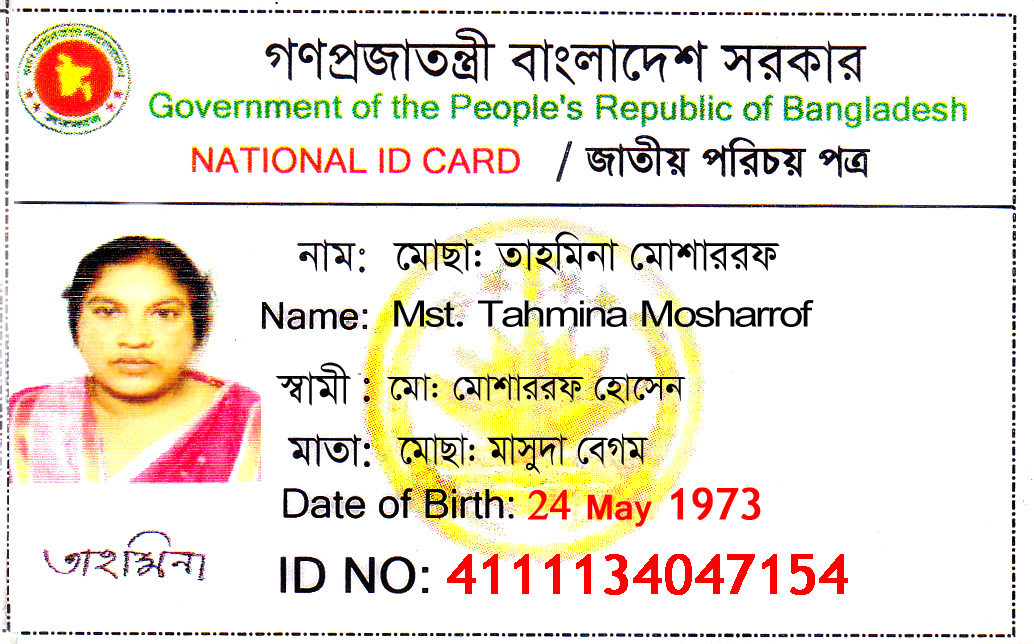 গণপ্রজাতন্ত্রী বাংলাদেশ সরকার
Government of the People's Republic of Bangladesh
NATIONAL ID CARD / জাতীয় পরিচয় পত্র
নাম: মোছা: তাহমিনা মোশাররফ
Name: Mst. Tahmina Mosharrof
স্বামী : মো: মোশাররফ হোসেন
মাতা: মোছা: মাসুদা বেগম
Date of Birth: 24 May 1973
তাহমিনা
ID NO: 4111134047154